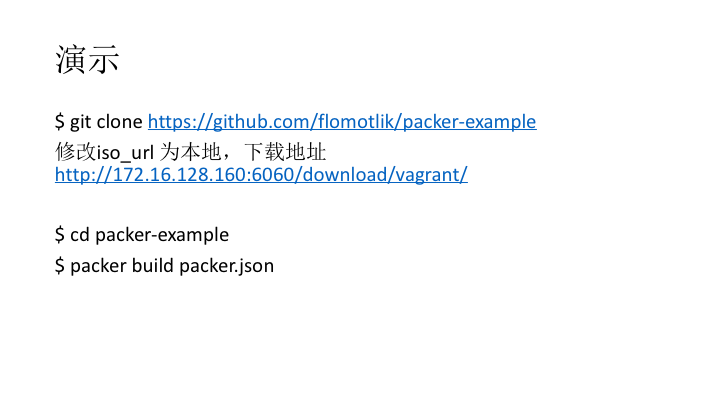 演示
$ git clone https://github.com/flomotlik/packer-example
修改iso_url 为本地，下载地址
http://172.16.128.160:6060/download/vagrant/
$ cd packer-example
$ packer build packer.json